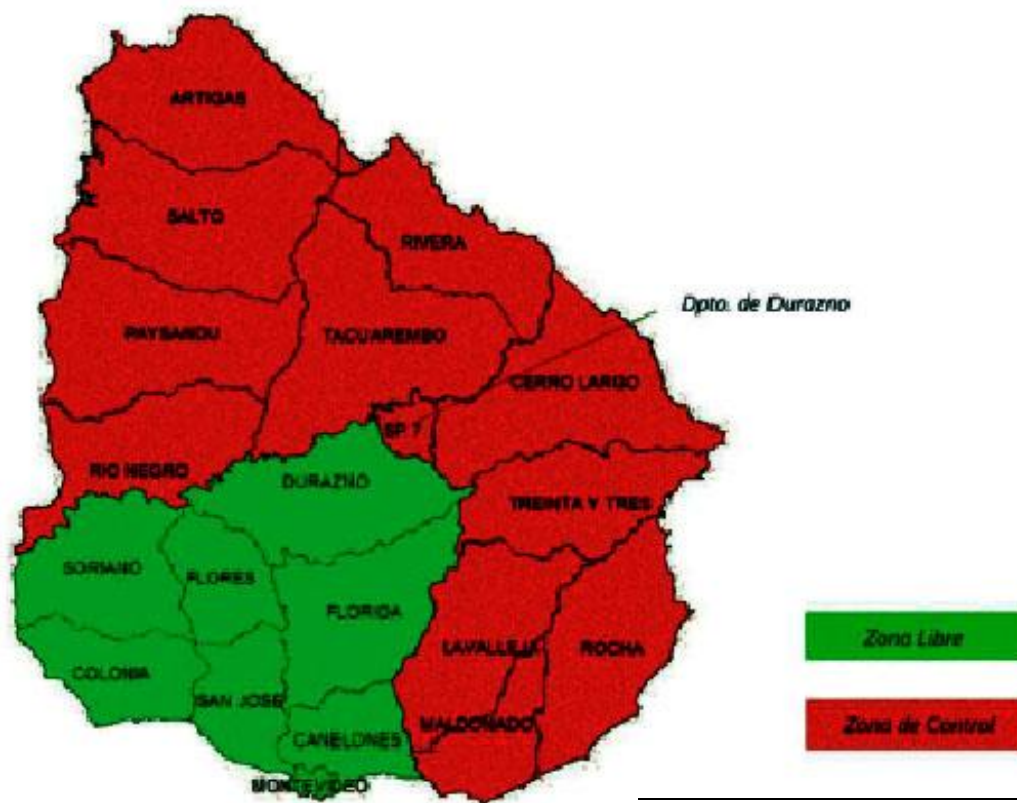 ARTIGAS
SALTO
RIVERA
Dpto. de Durazno
PAYSANDU
TACUAREMBO
CERRO LARGO
SP 7
RIO NEGRO
DURAZNO
TREINTA Y TRES
SORIANO
FLORES
FLORIDA
Zona Libre
LAVALLEJA
ROCHA
COLONIA
SAN JOSE
MALDONADO
Zona de Control
CANELONES
MONTEVIDEO